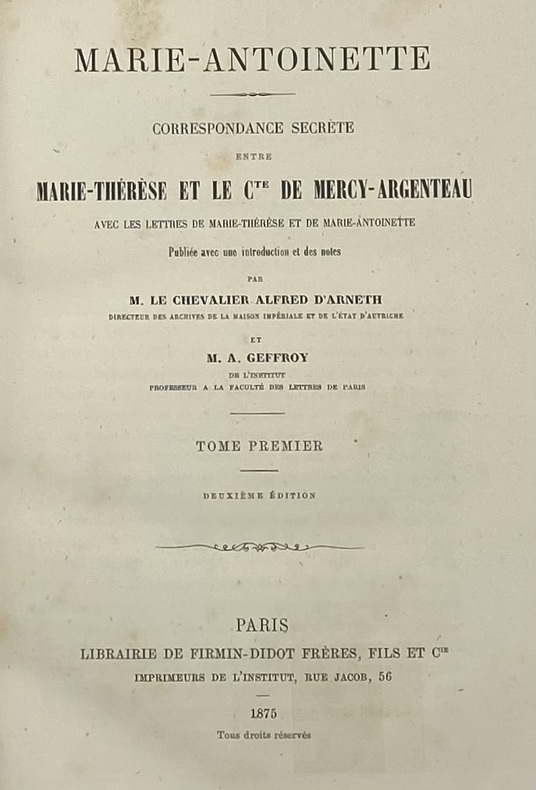 MARIE-ANTOINETTE
CORRESPONDANCE SECRÈTE
ENTRE
MARIE-THÉRÈSE ET LE CTE DE MERCY-ARGENTEAU
AVEC LES LETTRES DE MARIE-THÉRÈSE ET DE MARIE-ANTOINETTE
Publiée avec une introduction et des notes
PAR
M. LE CHEVALIER ALFRED D'ARNETH
DIRECTEUR DES ARCHIVES DE LA MAISON IMPÉRIALE ET DE L'ÉTAT D'AUTRICHE
ET
M. A. GEFFROY
DE L'INSTITUT
PROFESSEUR A LA FACULTÉ DES LETTRES DE PARIS
TOME PREMIER
DEUXIÈME ÉDITION
PARIS
LIBRAIRIE DE FIRMIN-DIDOT FRÈRES, FILS ET CIE
IMPRIMEURS DE L'INSTITUT, RUE JACOB, 56
1875
Tous droits réservés